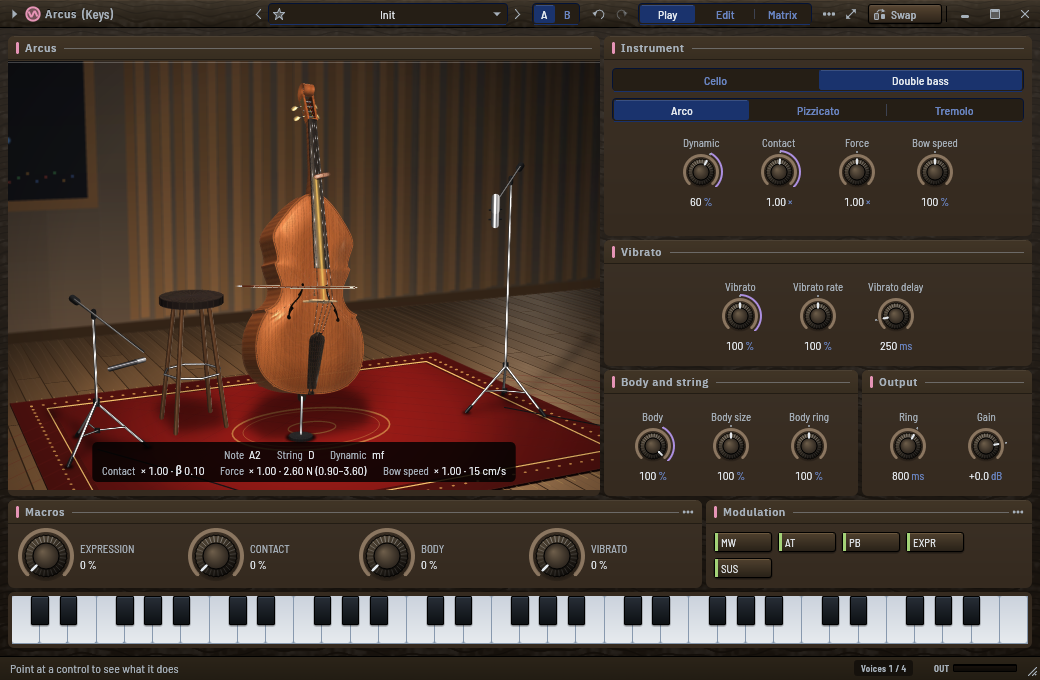 Arcus (Keys)
Init
A
B
Play
Edit
Matrix
Swap
Arcus
Instrument
Cello
Double bass
Arco
Pizzicato
Tremolo
Dynamic
Contact
Force
Bow speed
60 %
1.00 ×
1.00 ×
100 %
Vibrato
Vibrato
Vibrato rate
Vibrato delay
100 %
100 %
250 ms
Body and string
Body
Body size
Body ring
100 %
100 %
100 %
Output
Ring
Gain
800 ms
+0.0 dB
Note A2 String D Dynamic mf
Contact × 1.00 · β 0.10 Force × 1.00 · 2.60 N (0.90–3.60) Bow speed × 1.00 · 15 cm/s
Macros
EXPRESSION
0 %
CONTACT
0 %
BODY
0 %
VIBRATO
0 %
Modulation
MW
AT
PB
EXPR
SUS
Point at a control to see what it does
Voices 1 / 4
OUT